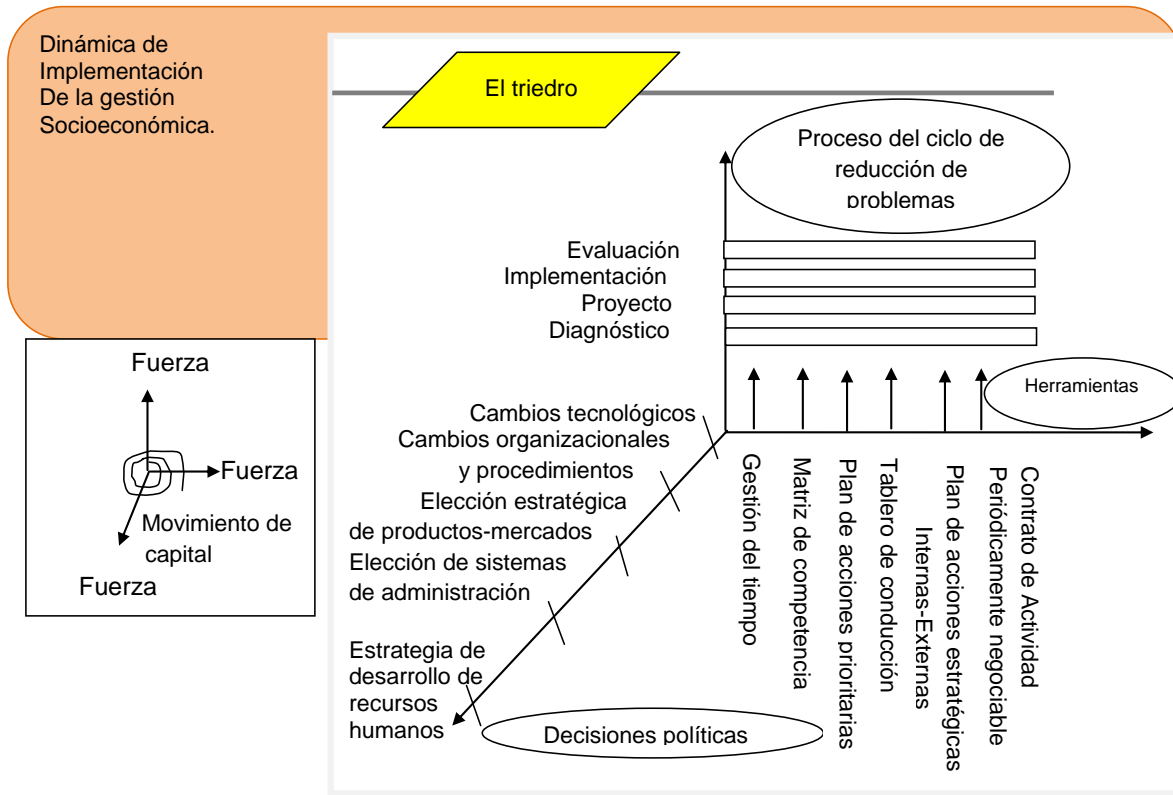 Dinámica de
Implementación
De la gestión
Socioeconómica.
El triedro
Proceso del ciclo de
reducción de
problemas
Evaluación
Implementación
Proyecto
Diagnóstico
Herramientas
Fuerza
Fuerza
Movimiento de
capital
Fuerza
Cambios tecnológicos
Cambios organizacionales
y procedimientos
Elección estratégica
de productos-mercados
Elección de sistemas
de administración
Estrategia de
desarrollo de
recursos
humanos
Decisiones políticas
Gestión del tiempo
Matriz de competencia
Plan de acciones prioritarias
Tablero de conducción
Plan de acciones estratégicas
Internas-Externas
Contrato de Actividad
Periódicamente negociable